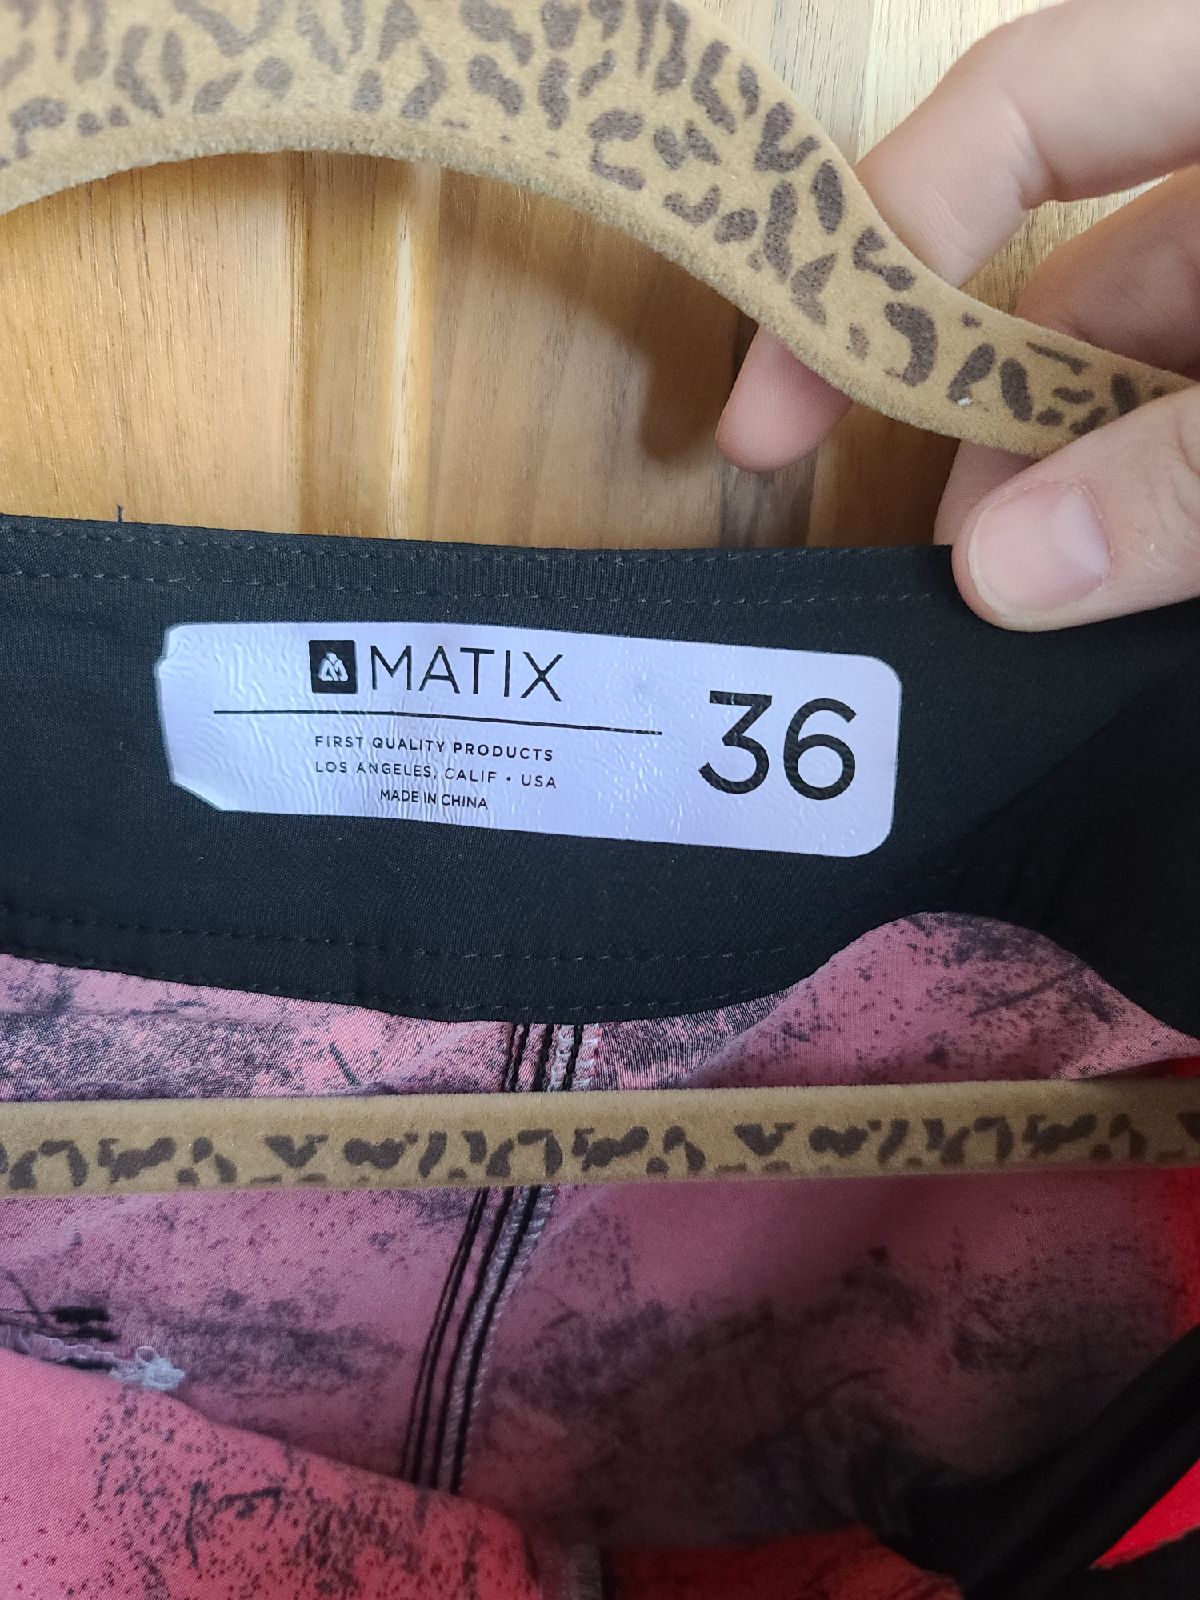 MATIX
36
FIRST QUALITY PRODUCTS
LOS ANGELES, CALIF • USA
MADE IN CHINA